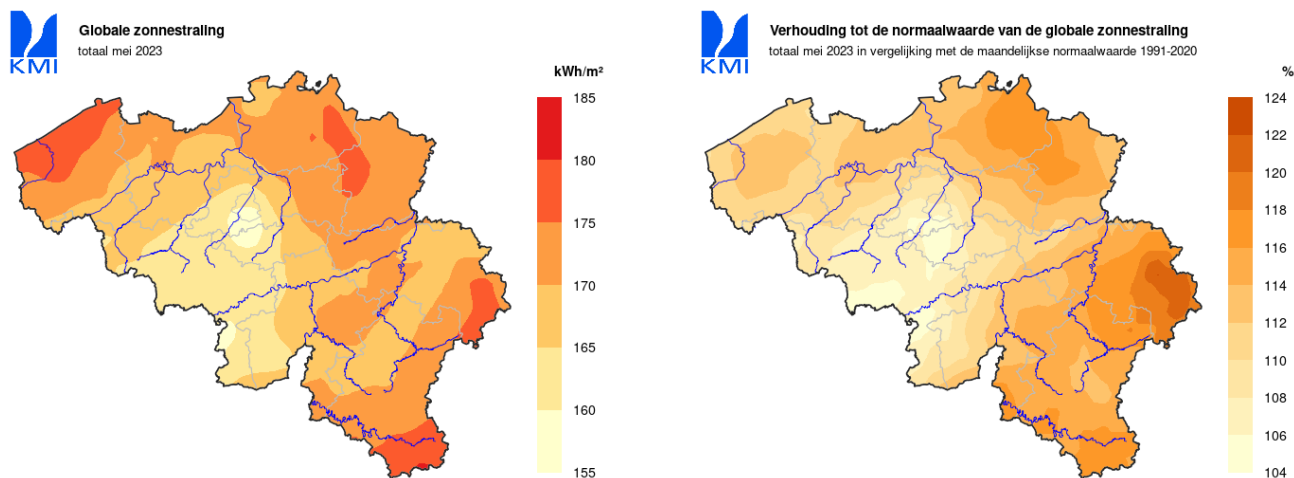 KMI
Globale zonnestraling
totaal mei 2023
kWh/m²
185
180
175
170
165
160
155
KMI
Verhouding tot de normaalwaarde van de globale zonnestraling
totaal mei 2023 in vergelijking met de maandelijkse normaalwaarde 1991-2020
%
124
122
120
118
116
114
112
110
108
106
104